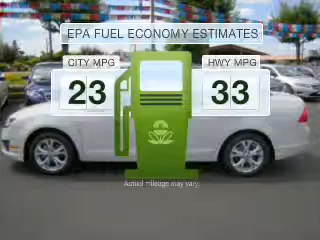 EPA FUEL ECONOMY ESTIMATES
CITY MPG
HWY MPG
23
33
Actual mileage may vary.